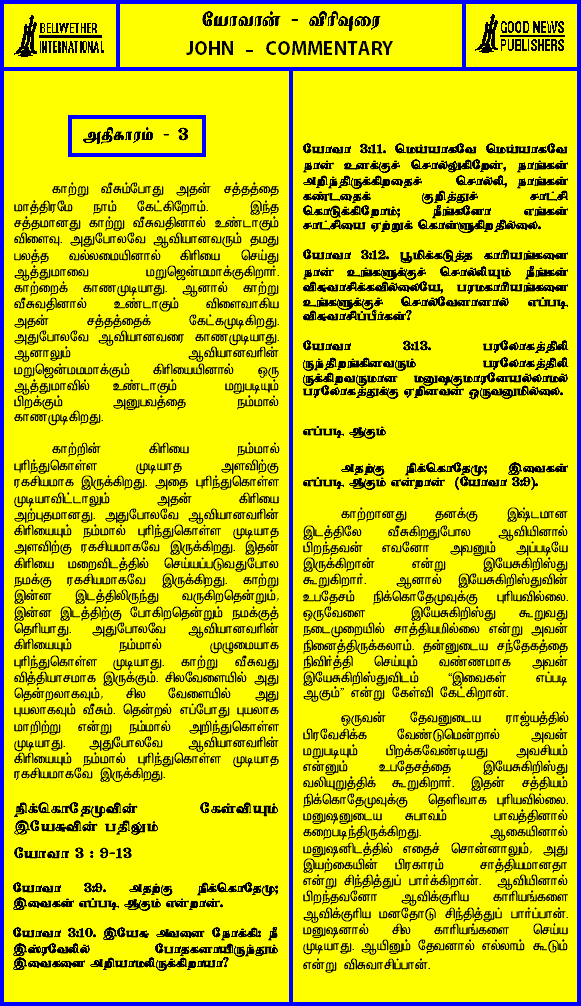 BELWETHER
INTERNATIONAL
யோவான் - விரிவுரை
JOHN - COMMENTARY
GOOD NEWS
PUBLISHERS
அதிகாரம் - 3
காற்று வீசும்போது அதன் சத்தத்தை
மாத்திரமே நாம் கேட்கிறோம். இந்த
சத்தமானது காற்று வீசுவதினால் உண்டாகும்
விளைவு. அதுபோலவே ஆவியானவரும் தமது
பலத்த வல்லமையினால் கிரியை செய்து
ஆத்துமாவை மறுஜென்மமாக்குகிறார்.
காற்றைக் காணமுடியாது. ஆனால் காற்று
வீசுவதினால் உண்டாகும் விளைவாகிய
அதன் சத்தத்தைக் கேட்கமுடிகிறது.
அதுபோலவே ஆவியானவரை காணமுடியாது.
ஆனாலும் ஆவியானவரின்
மறுஜென்மமாக்கும் கிரியையினால் ஒரு
ஆத்துமாவில் உண்டாகும் மறுபடியும்
பிறக்கும் அனுபவத்தை நம்மால்
காணமுடிகிறது.
காற்றின் கிரியை நம்மால்
புரிந்துகொள்ள முடியாத அளவிற்கு
ரகசியமாக இருக்கிறது. அதை புரிந்துகொள்ள
முடியாவிட்டாலும் அதன் கிரியை
அற்புதமானது. அதுபோலவே ஆவியானவரின்
கிரியையும் நம்மால் புரிந்துகொள்ள முடியாத
அளவிற்கு ரகசியமாகவே இருக்கிறது. இதன்
கிரியை மறைவிடத்தில் செய்யப்படுவதுபோல
நமக்கு ரகசியமாகவே இருக்கிறது. காற்று
இன்ன இடத்திலிருந்து வருகிறதென்றும்,
இன்ன இடத்திற்கு போகிறதென்றும் நமக்குத்
தெரியாது. அதுபோலவே ஆவியானவரின்
கிரியையும் நம்மால் முழுமையாக
புரிந்துகொள்ள முடியாது. காற்று வீசுவது
வித்தியாசமாக இருக்கும். சிலவேளையில் அது
தென்றலாகவும், சில வேளையில் அது
புயலாகவும் வீசும். தென்றல் எப்போது புயலாக
மாறிற்று என்று நம்மால் அறிந்துகொள்ள
முடியாது. அதுபோலவே ஆவியானவரின்
கிரியையும் நம்மால் புரிந்துகொள்ள முடியாத
ரகசியமாகவே இருக்கிறது.
நிக்கொதேமுவின் கேள்வியும்
இயேசுவின் பதிலும்
யோவா 3 : 9-13
யோவா 3:9. அதற்கு நிக்கொதேமு;
இவைகள் எப்படி ஆகும் என்றான்.
யோவா 3:10. இயேசு அவனை நோக்கி: நீ
இஸ்ரவேலில் போதகனாயிருந்தும்
இவைகளை அறியாமலிருக்கிறாயா?
யோவா 3:11. மெய்யாகவே மெய்யாகவே
நான் உனக்குச் சொல்லுகிறேன், நாங்கள்
அறிந்திருக்கிறதைச் சொல்லி, நாங்கள்
கண்டதைக் குறித்துச் சாட்சி
கொடுக்கிறோம்; நீங்களோ எங்கள்
சாட்சியை ஏற்றுக் கொள்ளுகிறதில்லை.
யோவா 3:12. பூமிக்கடுத்த காரியங்களை
நான் உங்களுக்குச் சொல்லியும் நீங்கள்
விசுவாசிக்கவில்லையே, பரமகாரியங்களை
உங்களுக்குச் சொல்வேனானால் எப்படி
விசுவாசிப்பீர்கள்?
யோவா 3:13. பரலோகத்திலி
ருந்திறங்கினவரும் பரலோகத்திலி
ருக்கிறவருமான மனுஷகுமாரனேயல்லாமல்
பரலோகத்துக்கு ஏறினவன் ஒருவனுமில்லை.
எப்படி ஆகும்
அதற்கு நிக்கொதேமு; இவைகள்
எப்படி ஆகும் என்றான் (யோவா 3:9).
காற்றானது தனக்கு இஷ்டமான
இடத்திலே வீசுகிறதுபோல ஆவியினால்
பிறந்தவன் எவனோ அவனும் அப்படியே
இருக்கிறான் என்று இயேசுகிறிஸ்து
கூறுகிறார். ஆனால் இயேசுகிறிஸ்துவின்
உபதேசம் நிக்கொதேமுவுக்கு புரியவில்லை.
ஒருவேளை இயேசுகிறிஸ்து கூறுவது
நடைமுறையில் சாத்தியமில்லை என்று அவன்
நினைத்திருக்கலாம். தன்னுடைய சந்தேகத்தை
நிவிர்த்தி செய்யும் வண்ணமாக அவன்
இயேசுகிறிஸ்துவிடம் “இவைகள் எப்படி
ஆகும்” என்று கேள்வி கேட்கிறான்.
ஒருவன் தேவனுடைய ராஜ்யத்தில்
பிரவேசிக்க வேண்டுமென்றால் அவன்
மறுபடியும் பிறக்கவேண்டியது அவசியம்
என்னும் உபதேசத்தை இயேசுகிறிஸ்து
வலியுறுத்திக் கூறுகிறார். இதன் சத்தியம்
நிக்கொதேமுவுக்கு தெளிவாக புரியவில்லை.
மனுஷனுடைய சுபாவம் பாவத்தினால்
கறைபடிந்திருக்கிறது. ஆகையினால்
மனுஷனிடத்தில் எதைச் சொன்னாலும், அது
இயற்கையின் பிரகாரம் சாத்தியமானதா
என்று சிந்தித்துப் பார்க்கிறான். ஆவியினால்
பிறந்தவனோ ஆவிக்குரிய காரியங்களை
ஆவிக்குரிய மனதோடு சிந்தித்துப் பார்ப்பான்.
மனுஷனால் சில காரியங்களை செய்ய
முடியாது. ஆயினும் தேவனால் எல்லாம் கூடும்
என்று விசுவாசிப்பான்.